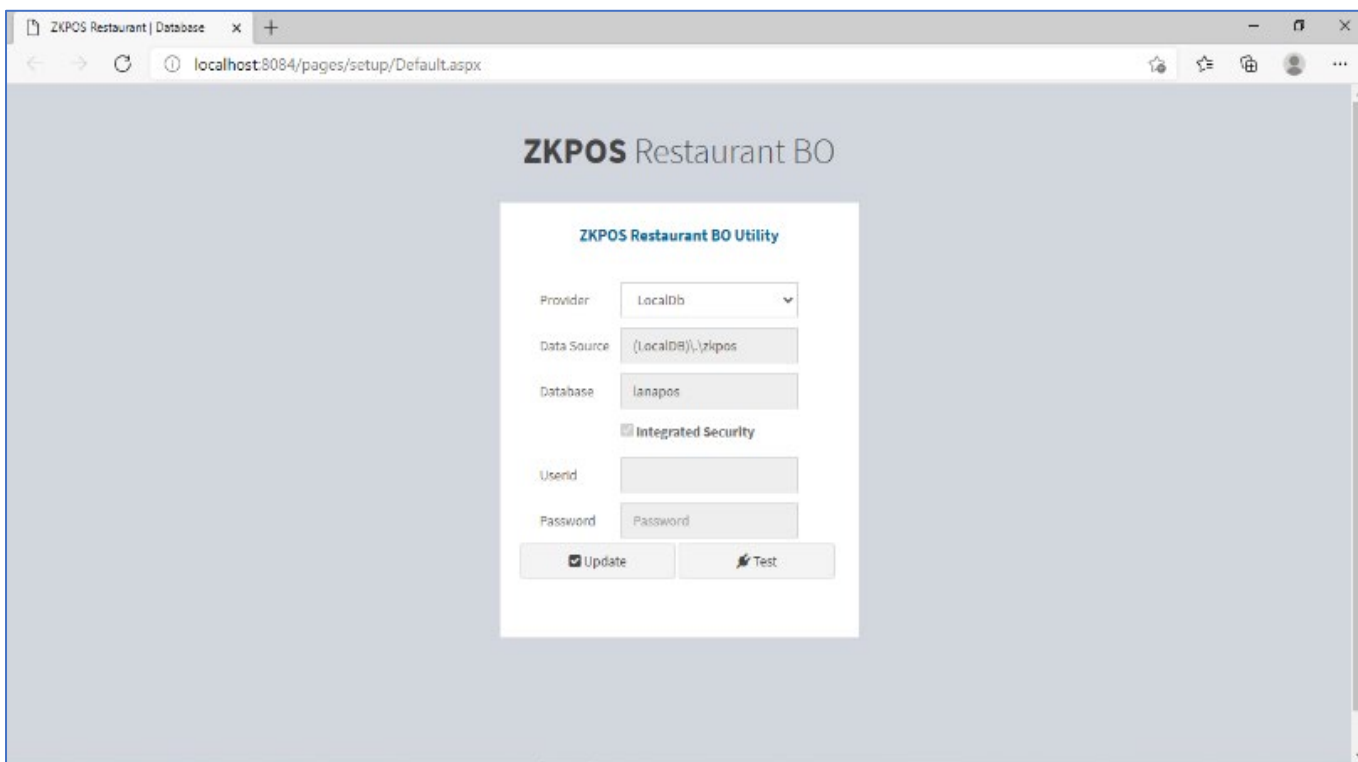 ZKPOS Restaurant | Database
localhost:8084/pages/setup/Default.aspx
ZKPOS Restaurant BO
ZKPOS Restaurant BO Utility
Provider LocalDb
Data Source (LocalDB)\.\zkpos
Database lanapos
Integrated Security
Userid
Password Password
Update Test